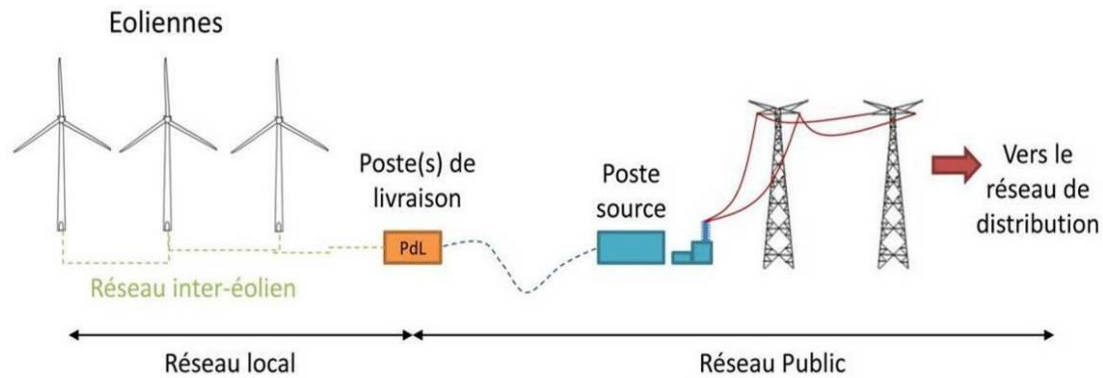 Eoliennes
Poste(s) de
livraison
PdL
Poste
source
Vers le
réseau de
distribution
Réseau inter-éolien
Réseau local
Réseau Public